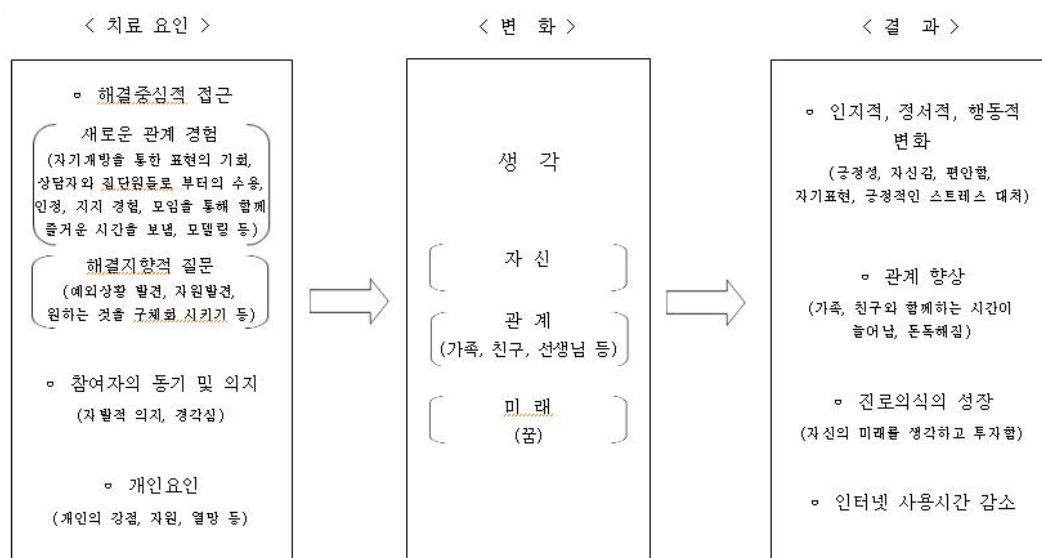 < 치료 요인 >
▫ 해결중심적 접근
새로운 관계 경험
(자기개방을 통한 표현의 기회,
상담자와 집단원들로 부터의 수용,
인정, 지지 경험, 모임을 통해 함께
즐거운 시간을 보냄, 모델링 등)
해결지향적 질문
(예외상황 발견, 자원발견,
원하는 것을 구체화 시키기 등)
▫ 참여자의 동기 및 의지
(자발적 의지, 경각심)
▫ 개인요인
(개인의 강점, 자원, 열망 등)
< 변 화 >
생 각
자 신
관 계
(가족, 친구, 선생님 등)
미 래
(꿈)
< 결 과 >
▫ 인지적, 정서적, 행동적
변화
(긍정성, 자신감, 편안함,
자기표현, 긍정적인 스트레스 대처)
▫ 관계 향상
(가족, 친구와 함께하는 시간이
늘어남, 돈독해짐)
▫ 진로의식의 성장
(자신의 미래를 생각하고 투자함)
▫ 인터넷 사용시간 감소